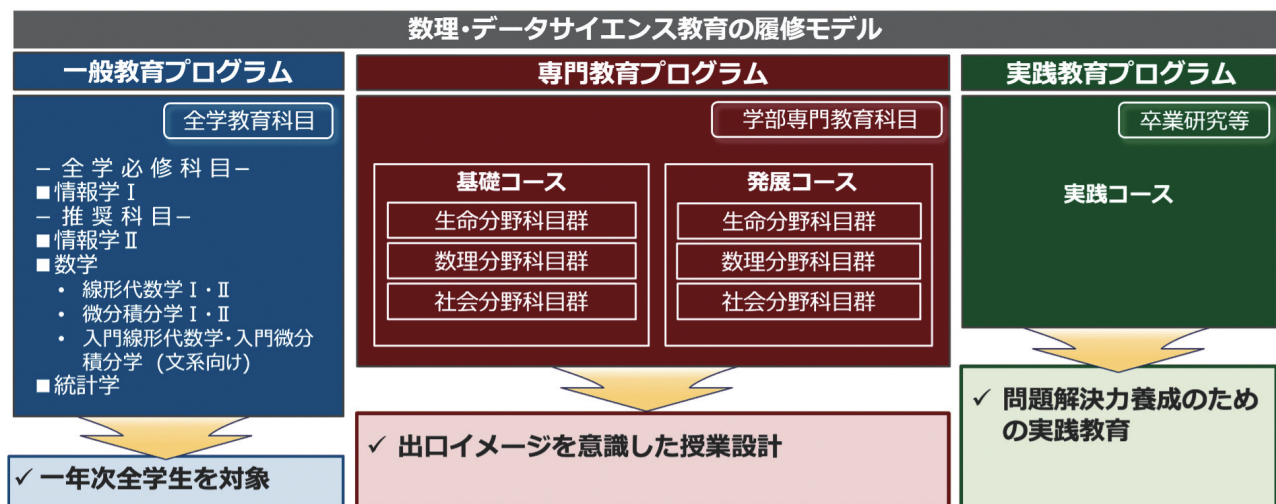 数理・データサイエンス教育の履修モデル
一般教育プログラム
全学教育科目
− 全 学 必 修 科 目−
■情報学Ⅰ
− 推 奨 科 目−
■情報学Ⅱ
■数学
• 線形代数学Ⅰ・Ⅱ
• 微分積分学Ⅰ・Ⅱ
• 入門線形代数学・入門微分
積分学 (文系向け)
■統計学
✓ 一年次全学生を対象
専門教育プログラム
学部専門教育科目
基礎コース
生命分野科目群
数理分野科目群
社会分野科目群
発展コース
生命分野科目群
数理分野科目群
社会分野科目群
✓ 出口イメージを意識した授業設計
実践教育プログラム
卒業研究等
実践コース
✓ 問題解決力養成のため
の実践教育